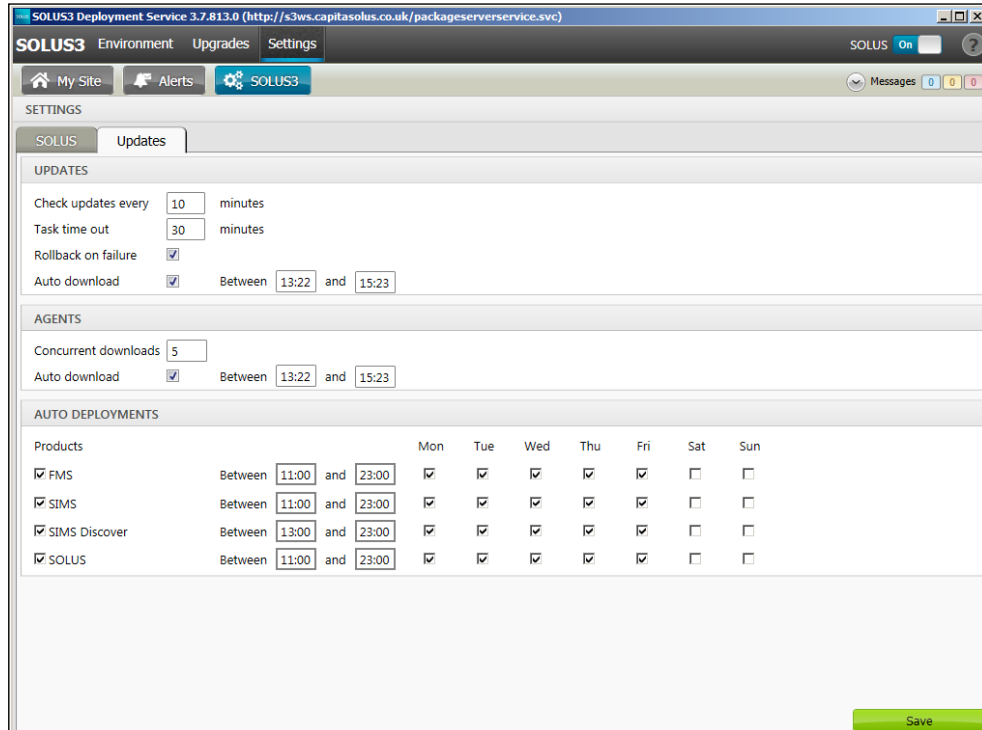 SOLUS3 Deployment Service 3.7.813.0 (http://s3ws.capitasolus.co.uk/packageserverservice.svc)
SOLUS3 Environment Upgrades Settings SOLUS On ?
My Site Alerts SOLUS3 Messages 0 0 0
SETTINGS
SOLUS Updates
UPDATES
Check updates every 10 minutes
Task time out 30 minutes
Rollback on failure
Auto download Between 13:22 and 15:23
AGENTS
Concurrent downloads 5
Auto download Between 13:22 and 15:23
AUTO DEPLOYMENTS
Products Mon Tue Wed Thu Fri Sat Sun
FMS Between 11:00 and 23:00
SIMS Between 11:00 and 23:00
SIMS Discover Between 13:00 and 23:00
SOLUS Between 11:00 and 23:00
Save